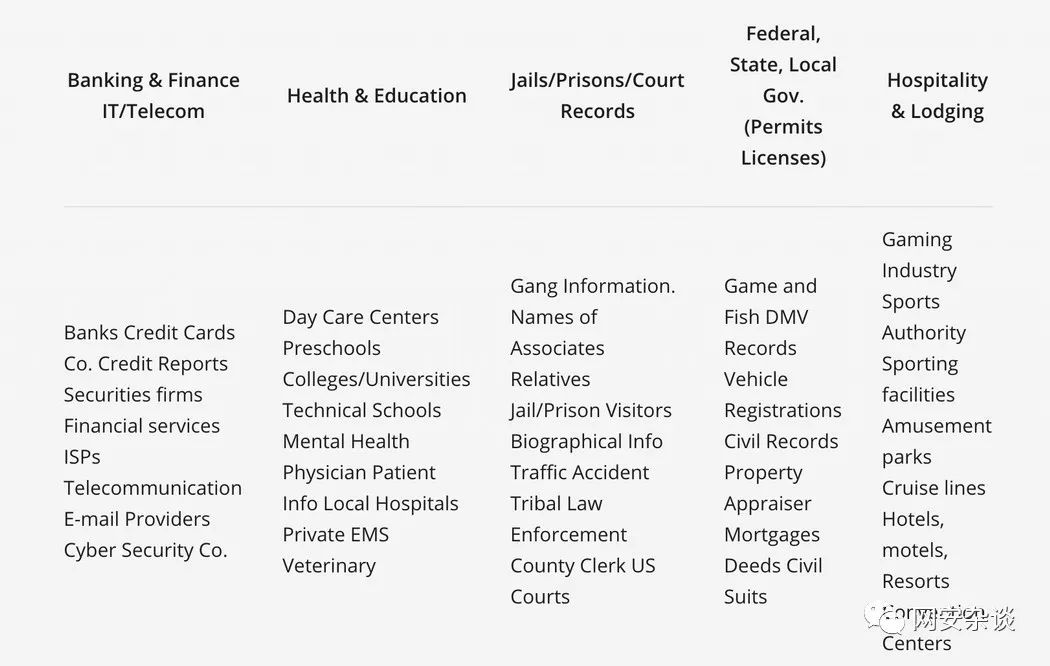 Banking & Finance
IT/Telecom
Health & Education
Jails/Prisons/Court
Records
Federal,
State, Local
Gov.
(Permits
Licenses)
Hospitality
& Lodging
Banks Credit Cards
Co. Credit Reports
Securities firms
Financial services
ISPs
Telecommunication
E-mail Providers
Cyber Security Co.
Day Care Centers
Preschools
Colleges/Universities
Technical Schools
Mental Health
Physician Patient
Info Local Hospitals
Private EMS
Veterinary
Gang Information.
Names of
Associates
Relatives
Jail/Prison Visitors
Biographical Info
Traffic Accident
Tribal Law
Enforcement
County Clerk US
Courts
Game and
Fish DMV
Records
Vehicle
Registrations
Civil Records
Property
Appraiser
Mortgages
Deeds Civil
Suits
Gaming
Industry
Sports
Authority
Sporting
facilities
Amusement
parks
Cruise lines
Hotels,
motels,
Resorts
Convention
Centers
网安杂谈